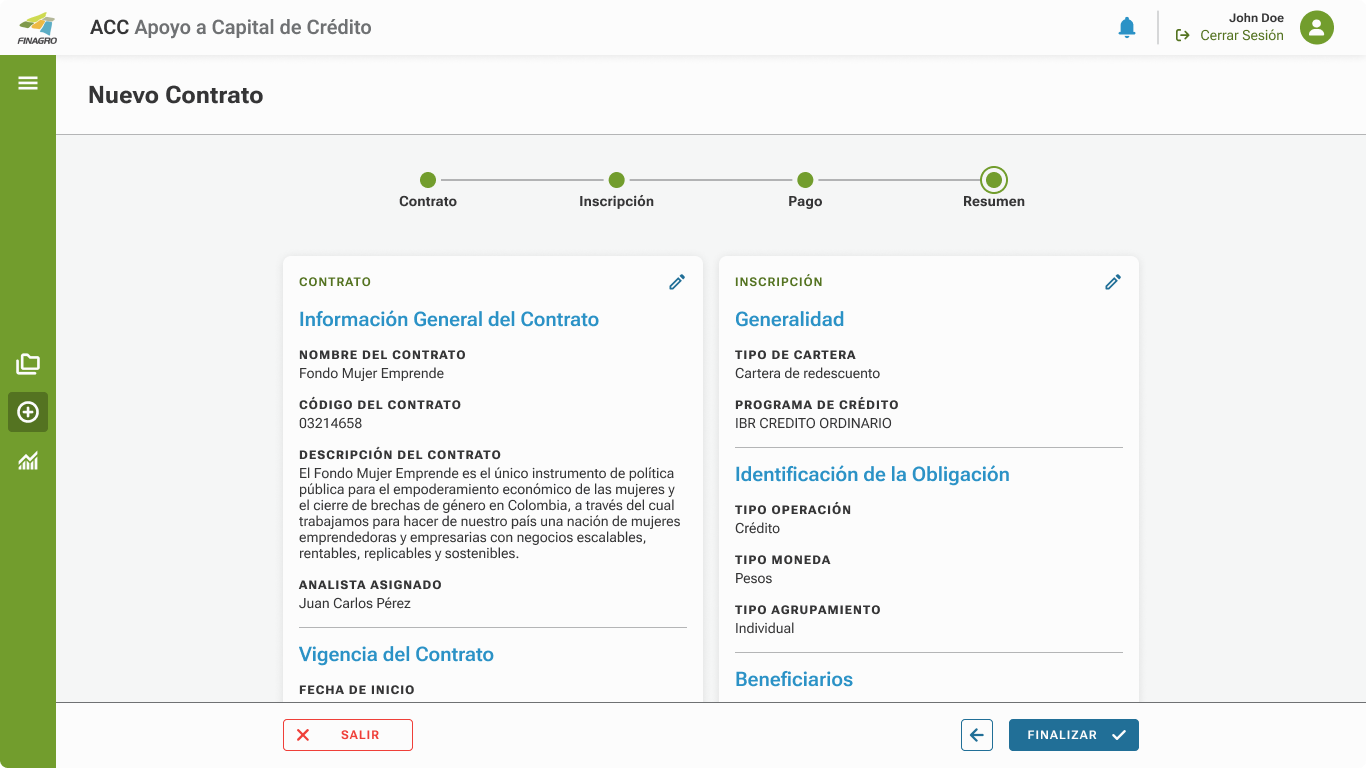 FINAGRO
ACC Apoyo a Capital de Crédito
John Doe
Cerrar Sesión
Nuevo Contrato
Contrato
Inscripción
Pago
Resumen
CONTRATO
Información General del Contrato
NOMBRE DEL CONTRATO
Fondo Mujer Emprende
CÓDIGO DEL CONTRATO
03214658
DESCRIPCIÓN DEL CONTRATO
El Fondo Mujer Emprende es el único instrumento de política
pública para el empoderamiento económico de las mujeres y
el cierre de brechas de género en Colombia, a través del cual
trabajamos para hacer de nuestro país una nación de mujeres
emprendedoras y empresarias con negocios escalables,
rentables, replicables y sostenibles.
ANALISTA ASIGNADO
Juan Carlos Pérez
Vigencia del Contrato
FECHA DE INICIO
INSCRIPCIÓN
Generalidad
TIPO DE CARTERA
Cartera de redescuento
PROGRAMA DE CRÉDITO
IBR CREDITO ORDINARIO
Identificación de la Obligación
TIPO OPERACIÓN
Crédito
TIPO MONEDA
Pesos
TIPO AGRUPAMIENTO
Individual
Beneficiarios
SALIR
FINALIZAR